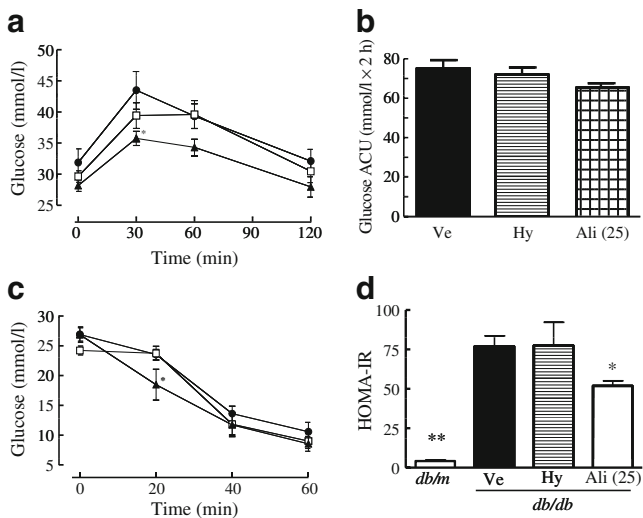 a
Glucose (mmol/l)
50
45
40
35
30
25
*
0 30 60 90 120
Time (min)
b
Glucose ACU (mmol/l × 2 h)
80
60
40
20
0
Ve Hy Ali (25)
c
Glucose (mmol/l)
35
30
25
20
15
10
5
*
0 20 40 60
Time (min)
d
HOMA-IR
100
75
50
25
0
**
*
db/m Ve Hy Ali (25)
db/db